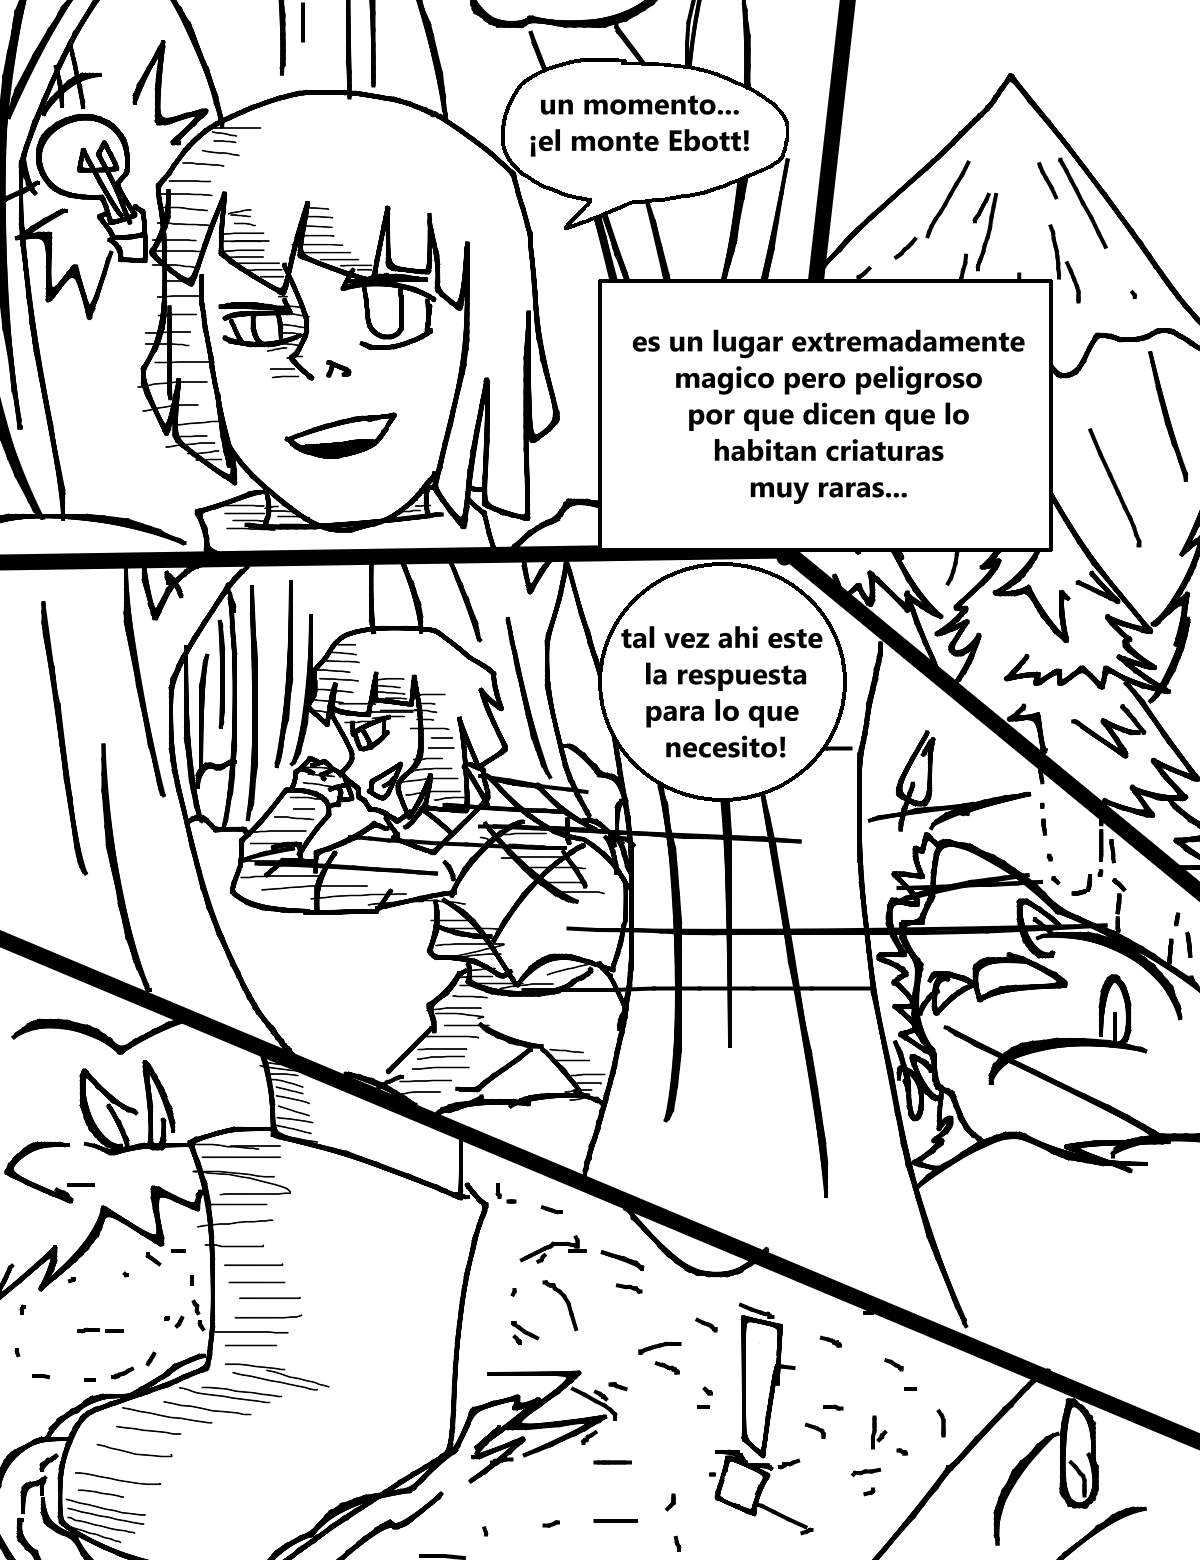 un momento...
¡el monte Ebott!
es un lugar extremadamente
magico pero peligroso
por que dicen que lo
habitan criaturas
muy raras...
tal vez ahi este
la respuesta
para lo que
necesito!